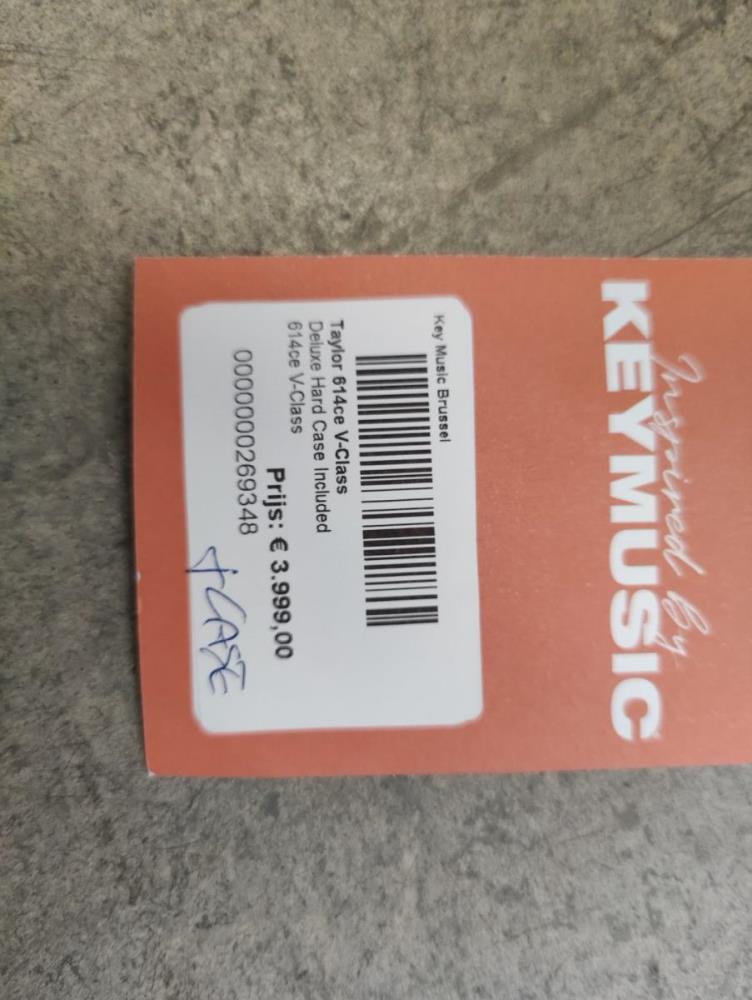 Inspired By
KEYMUSIC
Key Music Brussel
Taylor 614ce V-Class
Deluxe Hard Case Included
614ce V-Class
Prijs: € 3.999,00
0000000269348
+CASE